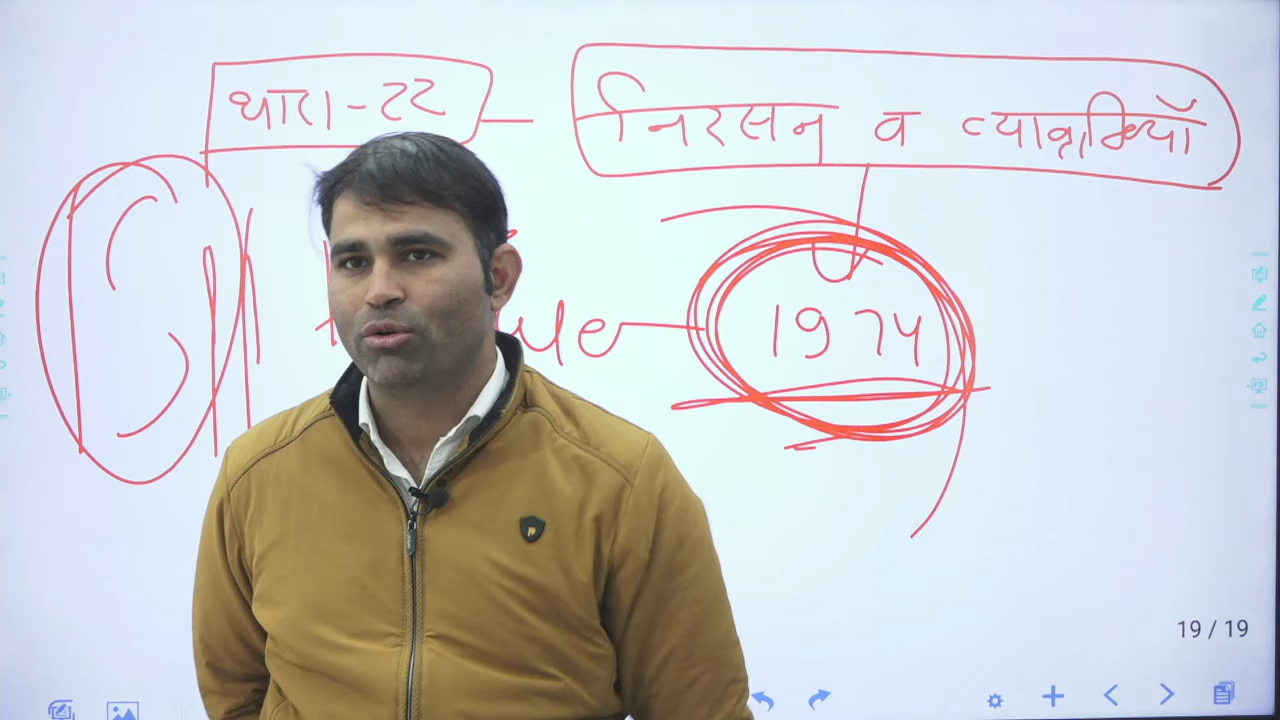 धारा-22
निरसन व व्यावृत्तियाँ
1974
19 / 19